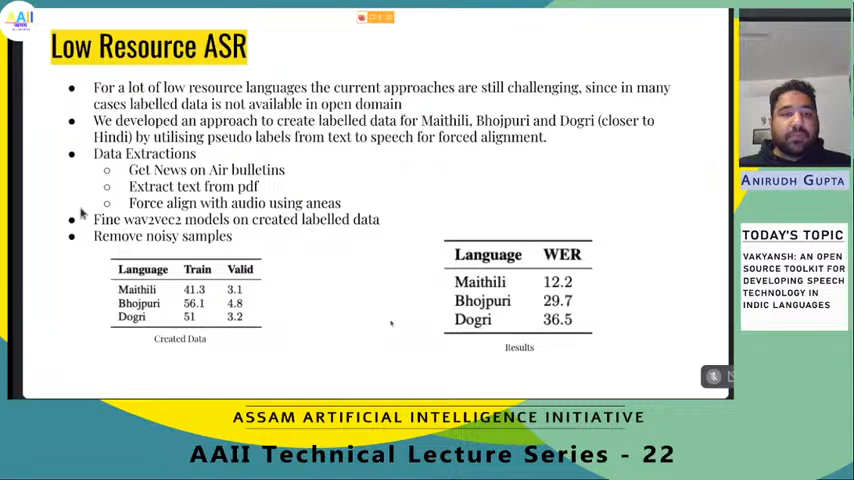 AAII
Low Resource ASR
● For a lot of low resource languages the current approaches are still challenging, since in many
cases labelled data is not available in open domain
● We developed an approach to create labelled data for Maithili, Bhojpuri and Dogri (closer to
Hindi) by utilising pseudo labels from text to speech for forced alignment.
● Data Extractions
○ Get News on Air bulletins
○ Extract text from pdf
○ Force align with audio using aneas
● Fine wav2vec2 models on created labelled data
● Remove noisy samples
Language Train Valid
Maithili 41.3 3.1
Bhojpuri 56.1 4.8
Dogri 51 3.2
Created Data
Language WER
Maithili 12.2
Bhojpuri 29.7
Dogri 36.5
Results
ANIRUDH GUPTA
TODAY'S TOPIC
VAKYANSH: AN OPEN
SOURCE TOOLKIT FOR
DEVELOPING SPEECH
TECHNOLOGY IN
INDIC LANGUAGES
ASSAM ARTIFICIAL INTELLIGENCE INITIATIVE
AAII Technical Lecture Series - 22